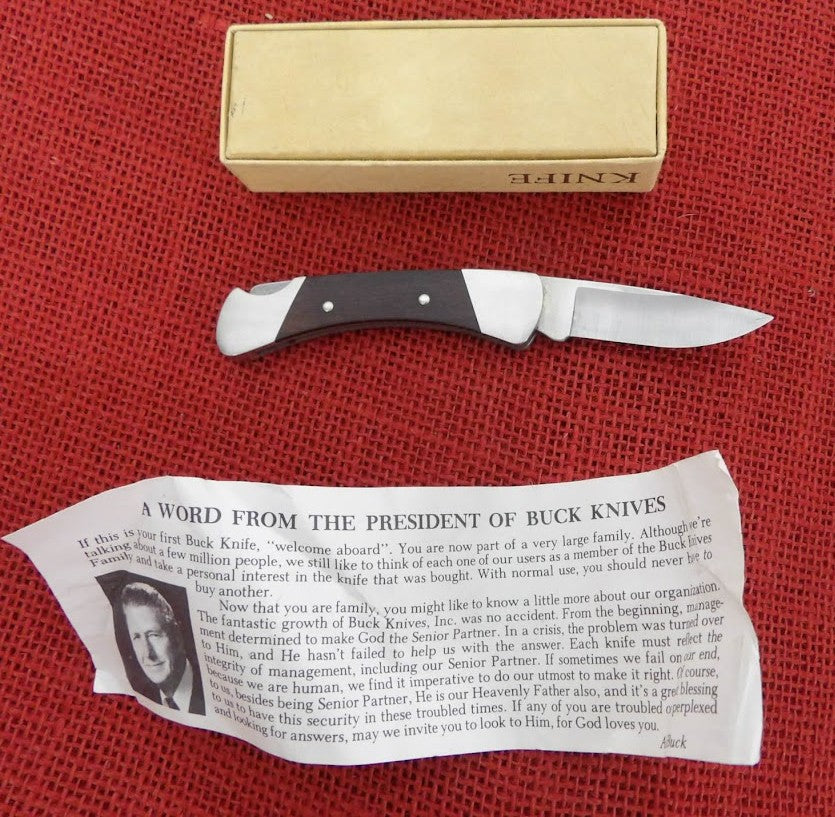 KNIFE
A WORD FROM THE PRESIDENT OF BUCK KNIVES
If this is your first Buck Knife, "welcome aboard". You are now part of a very large family. Although we're
talking about a few million people, we still like to think of each one of our users as a member of the Buck Knives
Family and take a personal interest in the knife that was bought. With normal use, you should never have to
buy another.
Now that you are family, you might like to know a little more about our organization.
The fantastic growth of Buck Knives, Inc. was no accident. From the beginning, manage-
ment determined to make God the Senior Partner. In a crisis, the problem was turned over
to Him, and He hasn't failed to help us with the answer. Each knife must reflect the
integrity of management, including our Senior Partner. If sometimes we fail on our end,
because we are human, we find it imperative to do our utmost to make it right. Of course,
to us, besides being Senior Partner, He is our Heavenly Father also, and it's a great blessing
to us to have this security in these troubled times. If any of you are troubled or perplexed
and looking for answers, may we invite you to look to Him, for God loves you.
ABuck